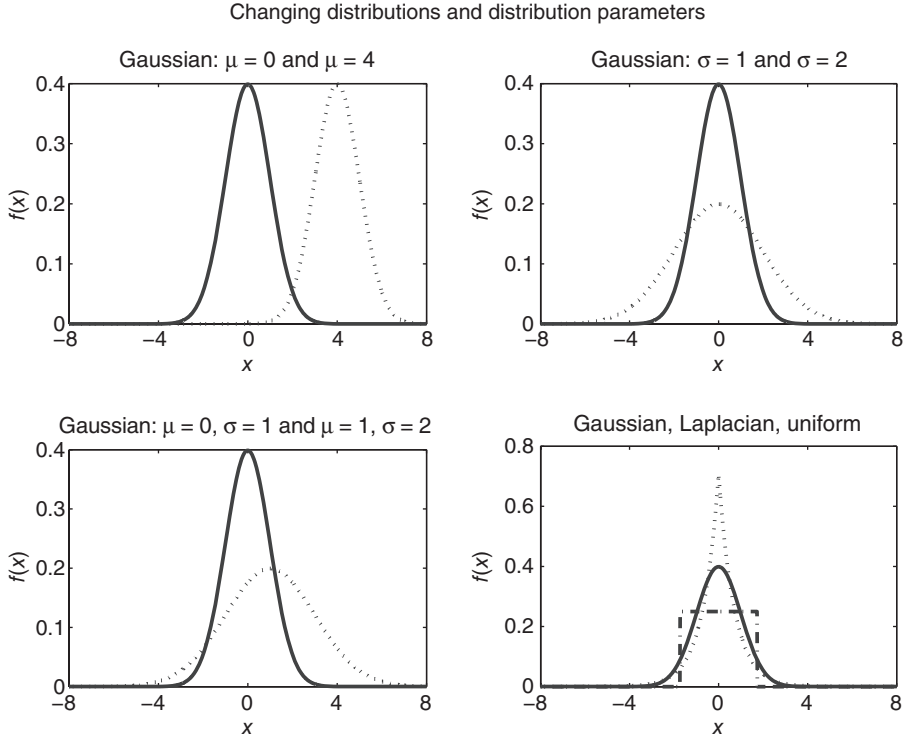 Changing distributions and distribution parameters
Gaussian: μ = 0 and μ = 4
0.4
0.3
0.2
0.1
0
f(x)
−8 −4 0 4 8
x
Gaussian: σ = 1 and σ = 2
0.4
0.3
0.2
0.1
0
f(x)
−8 −4 0 4 8
x
Gaussian: μ = 0, σ = 1 and μ = 1, σ = 2
0.4
0.3
0.2
0.1
0
f(x)
−8 −4 0 4 8
x
Gaussian, Laplacian, uniform
0.8
0.6
0.4
0.2
0
f(x)
−8 −4 0 4 8
x